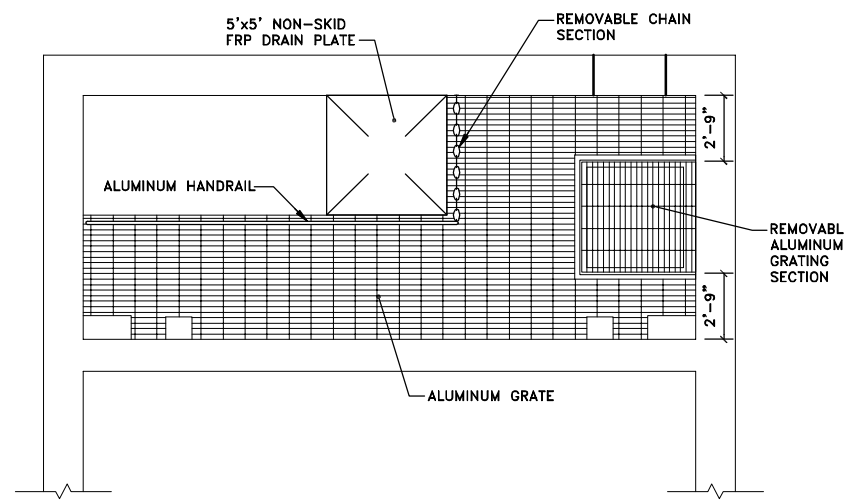 5'x5' NON-SKID
FRP DRAIN PLATE
REMOVABLE CHAIN
SECTION
2'-9"
ALUMINUM HANDRAIL
REMOVABL
ALUMINUM
GRATING
SECTION
2'-9"
ALUMINUM GRATE